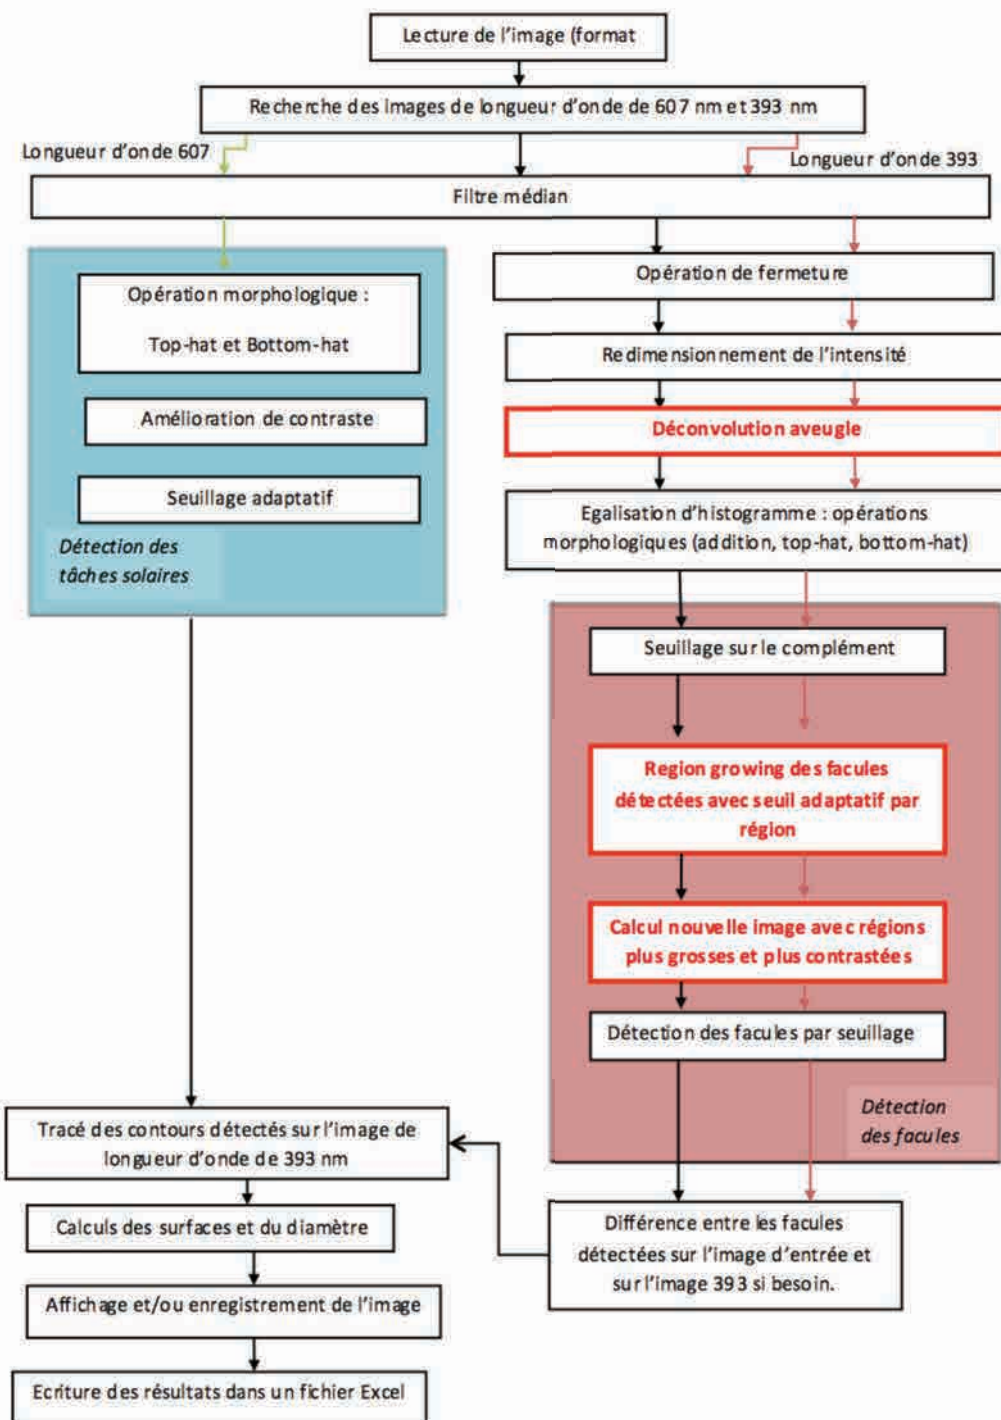 Lecture de l'image (format
Recherche des images de longueur d'onde de 607 nm et 393 nm
Longueur d'onde 607
Longueur d'onde 393
Filtre médian
Opération morphologique :
Top-hat et Bottom-hat
Amélioration de contraste
Seuillage adaptatif
Détection des
tâches solaires
Opération de fermeture
Redimensionnement de l'intensité
Déconvolution aveugle
Egalisation d'histogramme : opérations
morphologiques (addition, top-hat, bottom-hat)
Seuillage sur le complément
Region growing des facules
détectées avec seuil adaptatif par
région
Calcul nouvelle image avec régions
plus grosses et plus contrastées
Détection des facules par seuillage
Détection
des facules
Différence entre les facules
détectées sur l'image d'entrée et
sur l'image 393 si besoin.
Tracé des contours détectés sur l'image de
longueur d'onde de 393 nm
Calculs des surfaces et du diamètre
Affichage et/ou enregistrement de l'image
Ecriture des résultats dans un fichier Excel